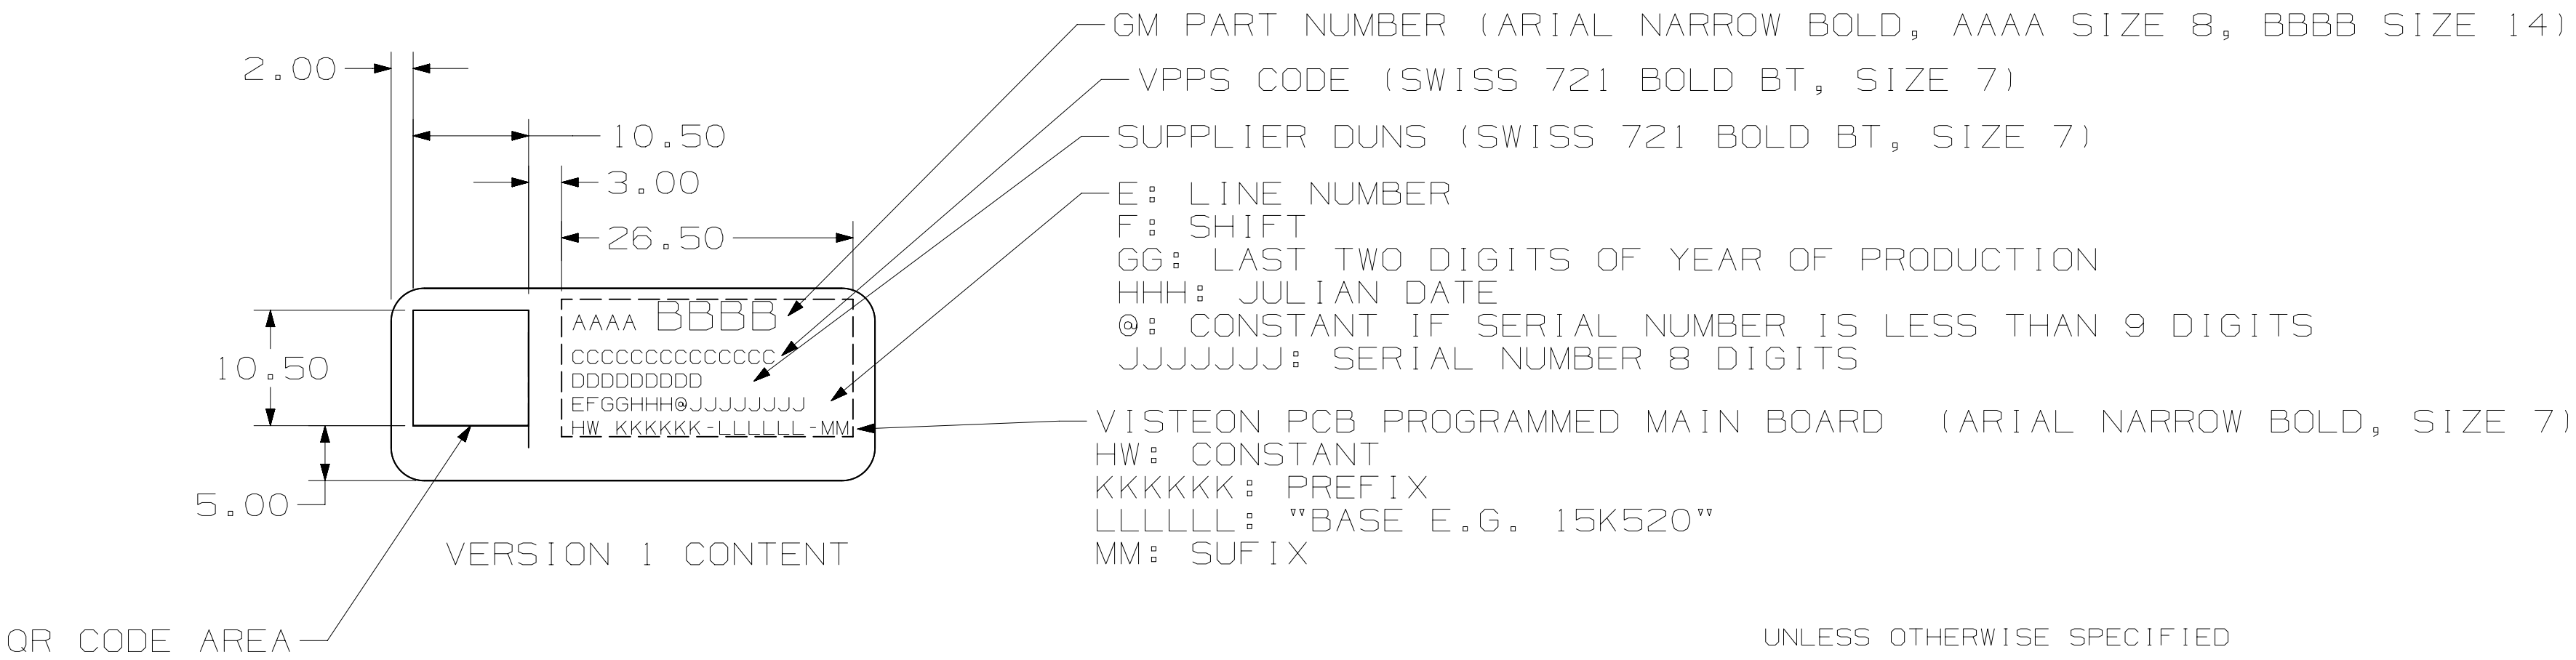 GM PART NUMBER (ARIAL NARROW BOLD, AAAA SIZE 8, BBBB SIZE 14)
2.00
VPPS CODE (SWISS 721 BOLD BT, SIZE 7)
10.50
SUPPLIER DUNS (SWISS 721 BOLD BT, SIZE 7)
3.00
E: LINE NUMBER
F: SHIFT
26.50
GG: LAST TWO DIGITS OF YEAR OF PRODUCTION
HHH: JULIAN DATE
@: CONSTANT IF SERIAL NUMBER IS LESS THAN 9 DIGITS
JJJJJJJ: SERIAL NUMBER 8 DIGITS
AAAA BBBB
CCCCCCCCCCCCCC
DDDDDDDDD
EFGGHHH@JJJJJJJJ
HW KKKKKK-LLLLLL-MM
10.50
5.00
VISTEON PCB PROGRAMMED MAIN BOARD (ARIAL NARROW BOLD, SIZE 7)
HW: CONSTANT
KKKKKK: PREFIX
LLLLLL: "BASE E.G. 15K520"
MM: SUFIX
VERSION 1 CONTENT
QR CODE AREA
UNLESS OTHERWISE SPECIFIED